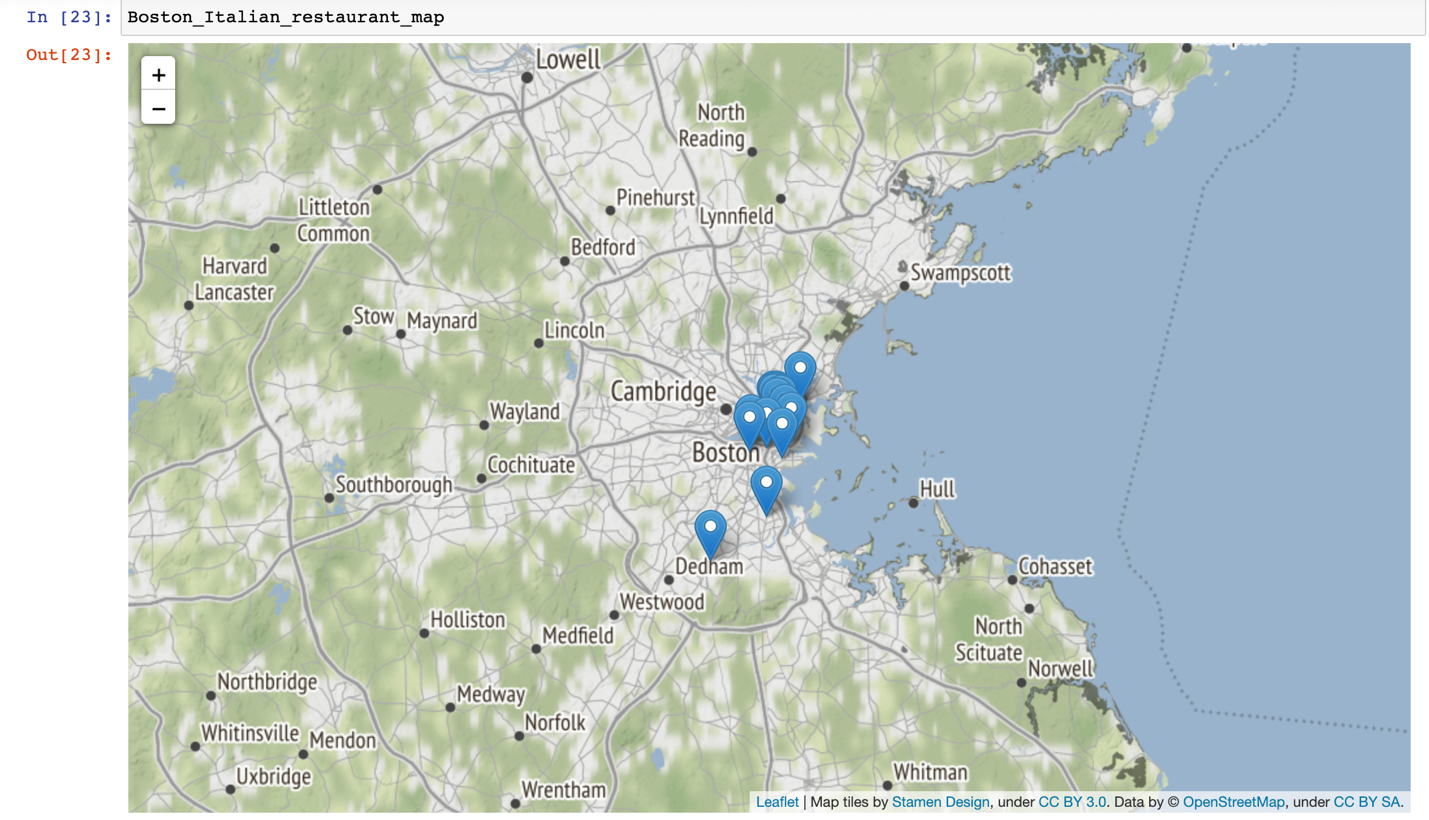 In [23]: Boston_Italian_restaurant_map
Out[23]:
+
−
Lowell
North
Reading
Pinehurst
Lynnfield
Littleton
Common
Bedford
Harvard
Lancaster
Swampscott
Stow
Maynard
Lincoln
Cambridge
Wayland
Boston
Cochituate
Southborough
Hull
Dedham
Cohasset
Westwood
Holliston
Medfield
North
Scituate
Norwell
Northbridge
Medway
Norfolk
Whitinsville
Mendon
Uxbridge
Whitman
Wrentham
Leaflet | Map tiles by Stamen Design, under CC BY 3.0. Data by © OpenStreetMap, under CC BY SA.